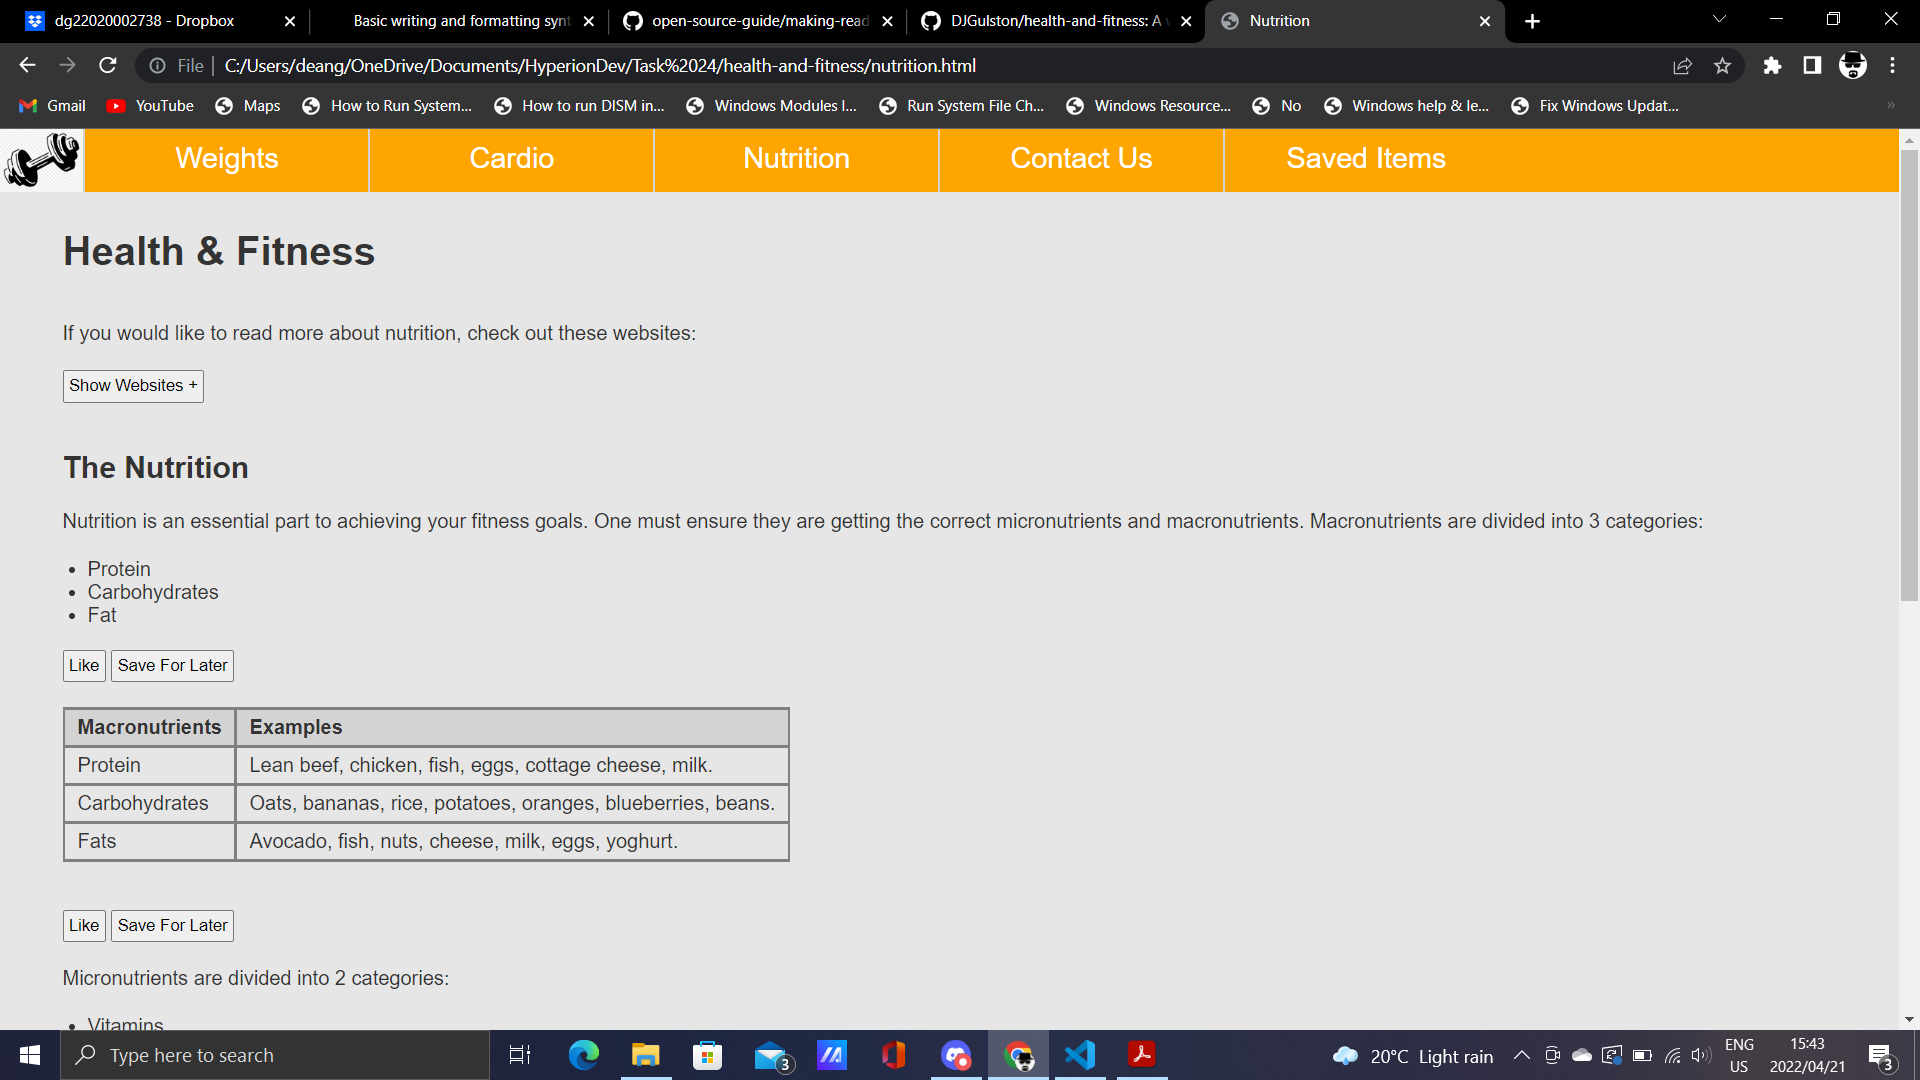 dg22020002738 - Dropbox
Basic writing and formatting synt
open-source-guide/making-read
DJGulston/health-and-fitness: A
Nutrition
File
C:/Users/deang/OneDrive/Documents/HyperionDev/Task%2024/health-and-fitness/nutrition.html
Gmail
YouTube
Maps
How to Run System...
How to run DISM in...
Windows Modules I...
Run System File Ch...
Windows Resource...
No
Windows help & le...
Fix Windows Updat...
Weights
Cardio
Nutrition
Contact Us
Saved Items
Health & Fitness
If you would like to read more about nutrition, check out these websites:
Show Websites +
The Nutrition
Nutrition is an essential part to achieving your fitness goals. One must ensure they are getting the correct micronutrients and macronutrients. Macronutrients are divided into 3 categories:
• Protein
• Carbohydrates
• Fat
Like Save For Later
Macronutrients Examples
Protein Lean beef, chicken, fish, eggs, cottage cheese, milk.
Carbohydrates Oats, bananas, rice, potatoes, oranges, blueberries, beans.
Fats Avocado, fish, nuts, cheese, milk, eggs, yoghurt.
Like Save For Later
Micronutrients are divided into 2 categories:
• Vitamins
Type here to search
3
20°C Light rain
ENG
US
15:43
2022/04/21
3